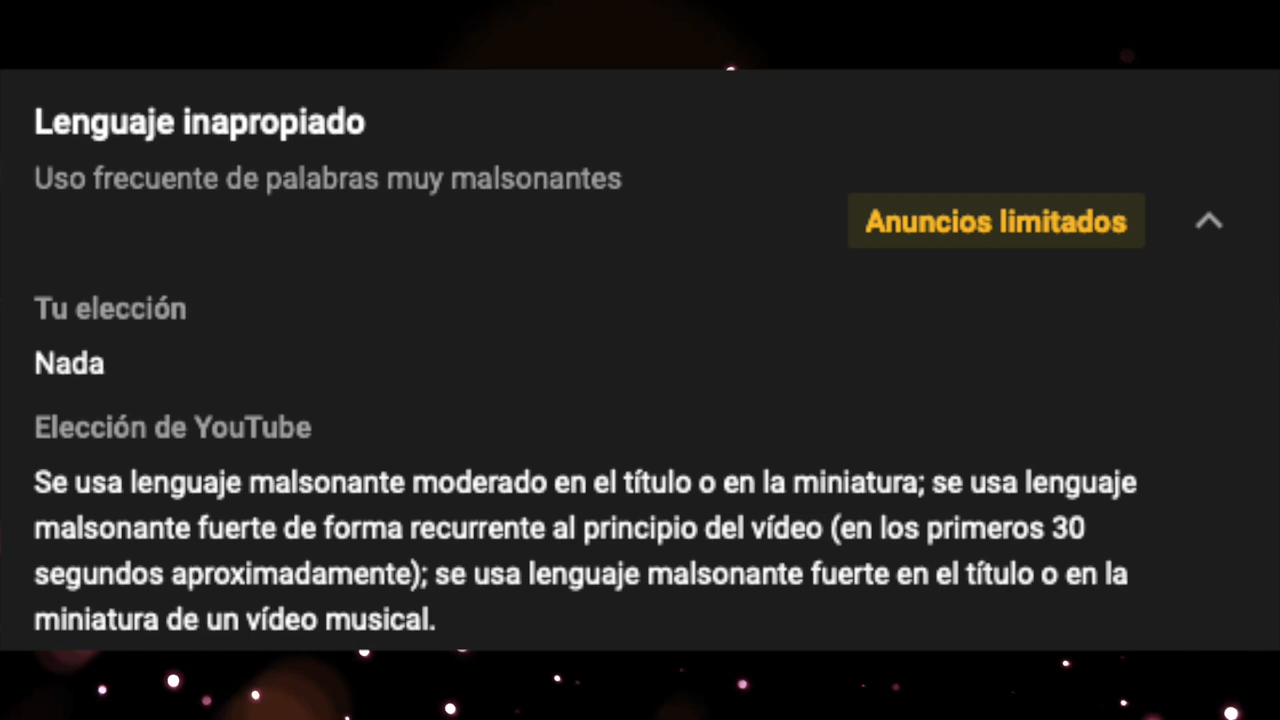 Lenguaje inapropiado
Uso frecuente de palabras muy malsonantes
Anuncios limitados
Tu elección
Nada
Elección de YouTube
Se usa lenguaje malsonante moderado en el título o en la miniatura; se usa lenguaje
malsonante fuerte de forma recurrente al principio del vídeo (en los primeros 30
segundos aproximadamente); se usa lenguaje malsonante fuerte en el título o en la
miniatura de un vídeo musical.